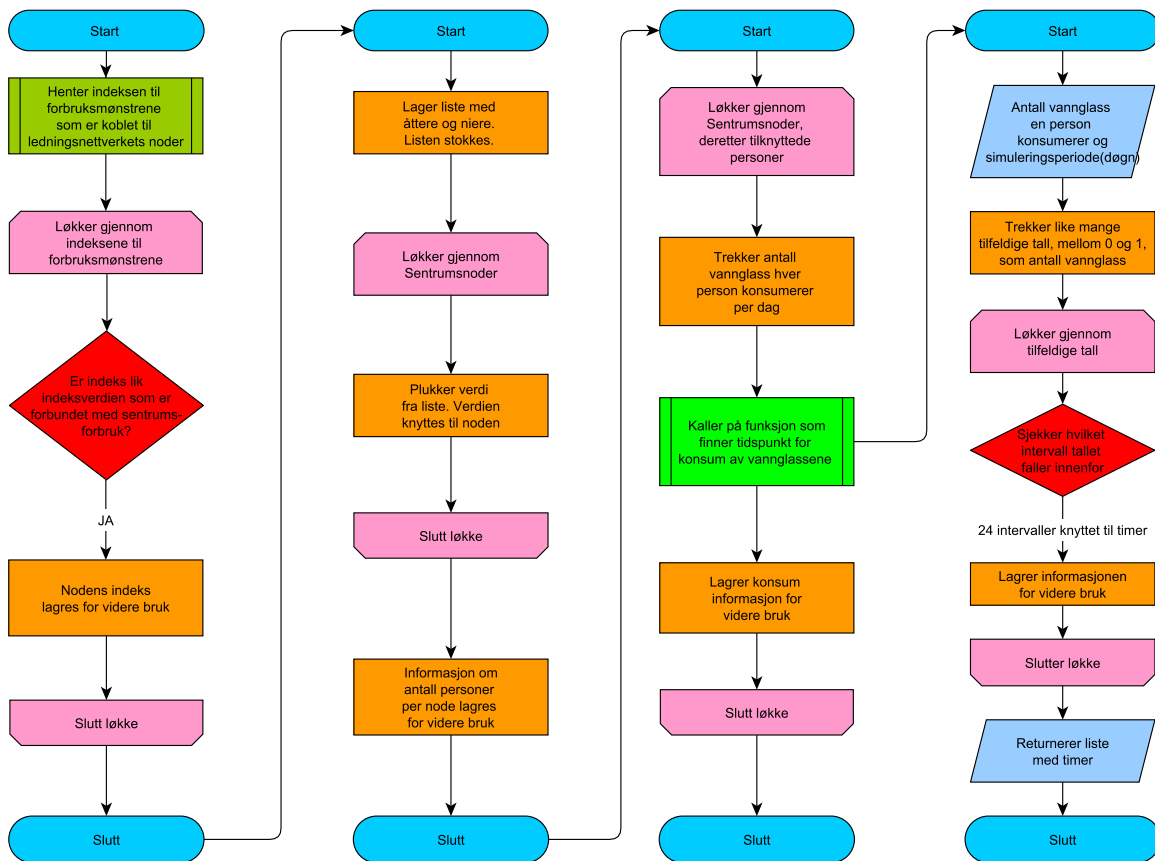 Start
Henter indeksen til
forbruksmønstrene
som er koblet til
ledningsnettverkets noder
Løkker gjennom
indeksene til
forbruksmønstrene
Er indeks lik
indeksverdien som er
forbundet med sentrums-
forbruk?
JA
Nodens indeks
lagres for videre bruk
Slutt løkke
Slutt
Start
Lager liste med
åttere og niere.
Listen stokkes.
Løkker gjennom
Sentrumsnoder
Plukker verdi
fra liste. Verdien
knyttes til noden
Slutt løkke
Informasjon om
antall personer
per node lagres
for videre bruk
Slutt
Start
Løkker gjennom
Sentrumsnoder,
deretter tilknyttede
personer
Trekker antall
vannglass hver
person konsumerer
per dag
Kaller på funksjon som
finner tidspunkt for
konsum av vannglassene
Lagrer konsum
informasjon for
videre bruk
Slutt løkke
Slutt
Start
Antall vannglass
en person
konsumerer og
simuleringsperiode(døgn)
Trekker like mange
tilfeldige tall, mellom 0 og 1,
som antall vannglass
Løkker gjennom
tilfeldige tall
Sjekker hvilket
intervall tallet
faller innenfor
24 intervaller knyttet til timer
Lagrer informasjonen
for videre bruk
Slutter løkke
Returnerer liste
med timer
Slutt